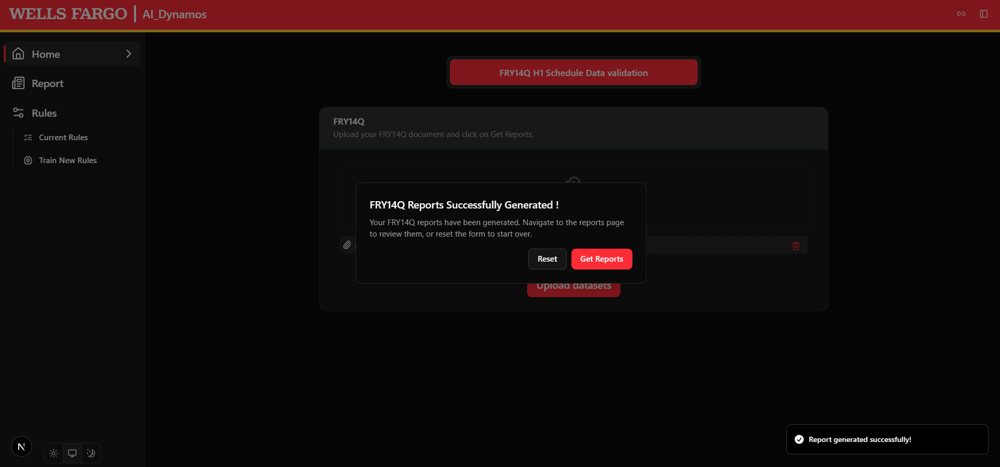 WELLS FARGO
AI_Dynamos
Home
Report
Rules
Current Rules
Train New Rules
FRY14Q H1 Schedule Data validation
FRY14Q
Upload your FRY14Q document and click on Get Reports.
FRY14Q Reports Successfully Generated !
Your FRY14Q reports have been generated. Navigate to the reports page
to review them, or reset the form to start over.
Reset
Get Reports
Upload datasets
N
Report generated successfully!